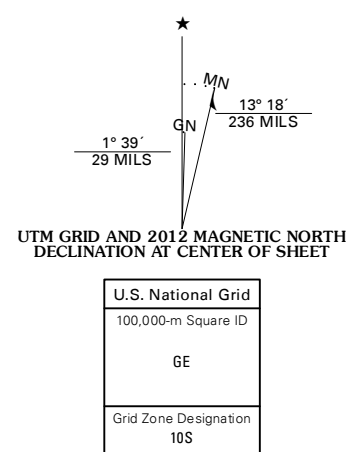 ★
MN
13° 18´
236 MILS
GN
1° 39´
29 MILS
UTM GRID AND 2012 MAGNETIC NORTH
DECLINATION AT CENTER OF SHEET
U.S. National Grid
100,000-m Square ID
GE
Grid Zone Designation
10S